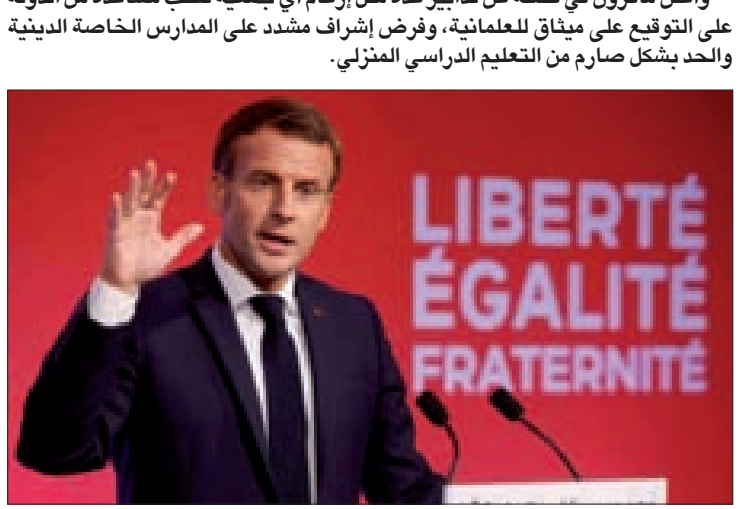 على التوقيع على ميثاق للعلمانية، وفرض إشراف مشدد على المدارس الخاصة الدينية
والحد بشكل صارم من التعليم الدراسي المنزلي.
LIBERTÉ
ÉGALITÉ
FRATERNITÉ